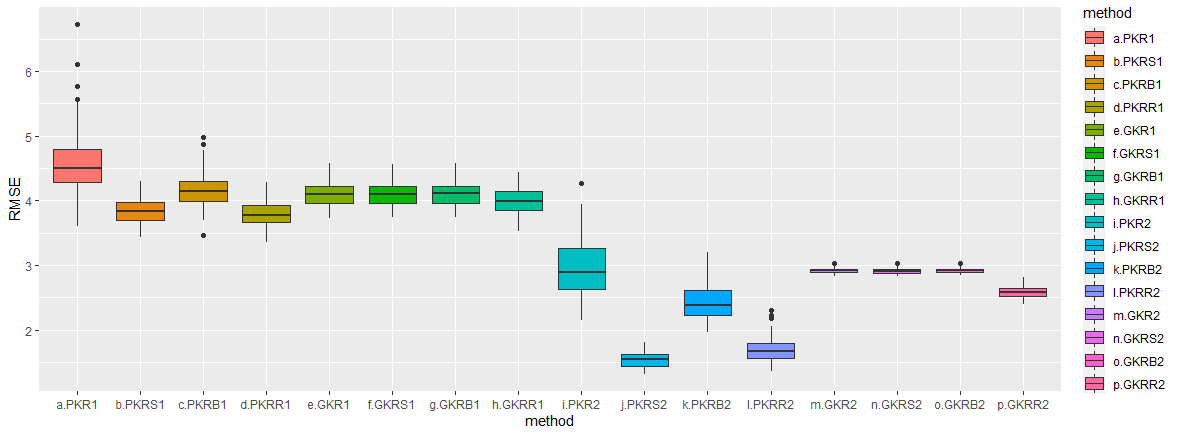 RMSE
6
5
4
3
2
a.PKR1 b.PKRS1 c.PKRB1 d.PKRR1 e.GKR1 f.GKRS1 g.GKRB1 h.GKRR1 i.PKR2 j.PKRS2 k.PKRB2 l.PKRR2 m.GKR2 n.GKRS2 o.GKRB2 p.GKRR2
method
method
a.PKR1
b.PKRS1
c.PKRB1
d.PKRR1
e.GKR1
f.GKRS1
g.GKRB1
h.GKRR1
i.PKR2
j.PKRS2
k.PKRB2
l.PKRR2
m.GKR2
n.GKRS2
o.GKRB2
p.GKRR2